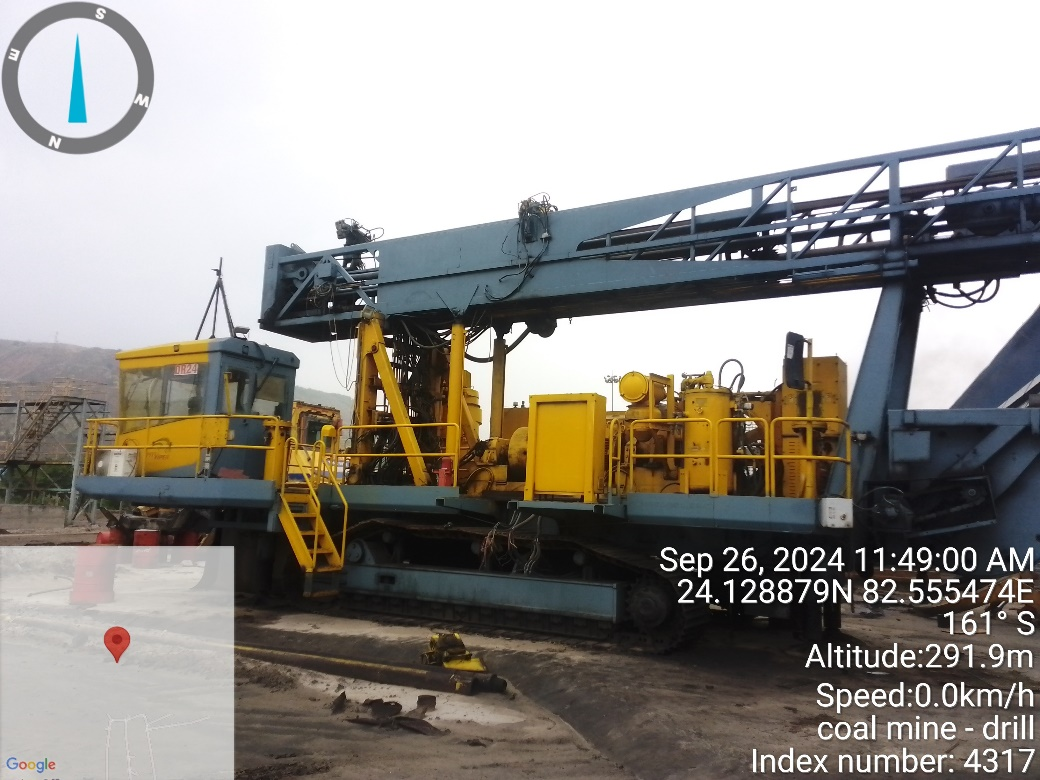 S
E
W
N
DR24
Sep 26, 2024 11:49:00 AM
24.128879N 82.555474E
161° S
Altitude:291.9m
Speed:0.0km/h
coal mine - drill
Index number: 4317
Google